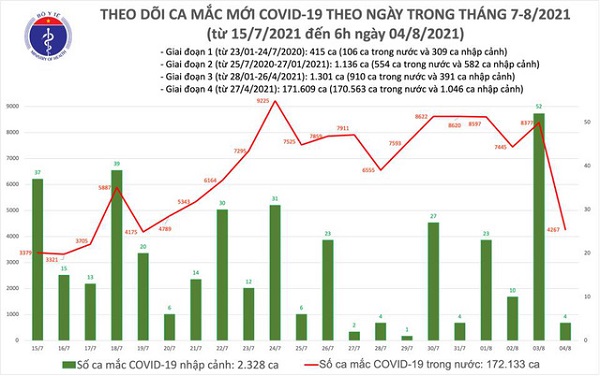 BỘ Y TẾ
MINISTRY OF HEALTH
THEO DÕI CA MẮC MỚI COVID-19 THEO NGÀY TRONG THÁNG 7-8/2021
(từ 15/7/2021 đến 6h ngày 04/8/2021)
- Giai đoạn 1 (từ 23/01-24/7/2020): 415 ca (106 ca trong nước và 309 ca nhập cảnh)
- Giai đoạn 2 (từ 25/7/2020-27/01/2021): 1.136 ca (554 ca trong nước và 582 ca nhập cảnh)
- Giai đoạn 3 (từ 28/01-26/4/2021): 1.301 ca (910 ca trong nước và 391 ca nhập cảnh)
- Giai đoạn 4 (từ 27/4/2021): 171.609 ca (170.563 ca trong nước và 1.046 ca nhập cảnh)
9000 8000 7000 6000 5000 4000 3000 2000 1000 0
37 15 13 39 20 6 14 30 12 31 6 23 2 4 1 27 4 23 10 52 4
3379 3321 3705 5887 4175 4789 5343 6164 7295 9225 7525 7859 7911 6555 7593 8622 8620 8597 7445 8377 4267
50 40 30 20 10 0
15/7 16/7 17/7 18/7 19/7 20/7 21/7 22/7 23/7 24/7 25/7 26/7 27/7 28/7 29/7 30/7 31/7 01/8 02/8 03/8 04/8
Số ca mắc COVID-19 nhập cảnh: 2.328 ca
Số ca mắc COVID-19 trong nước: 172.133 ca